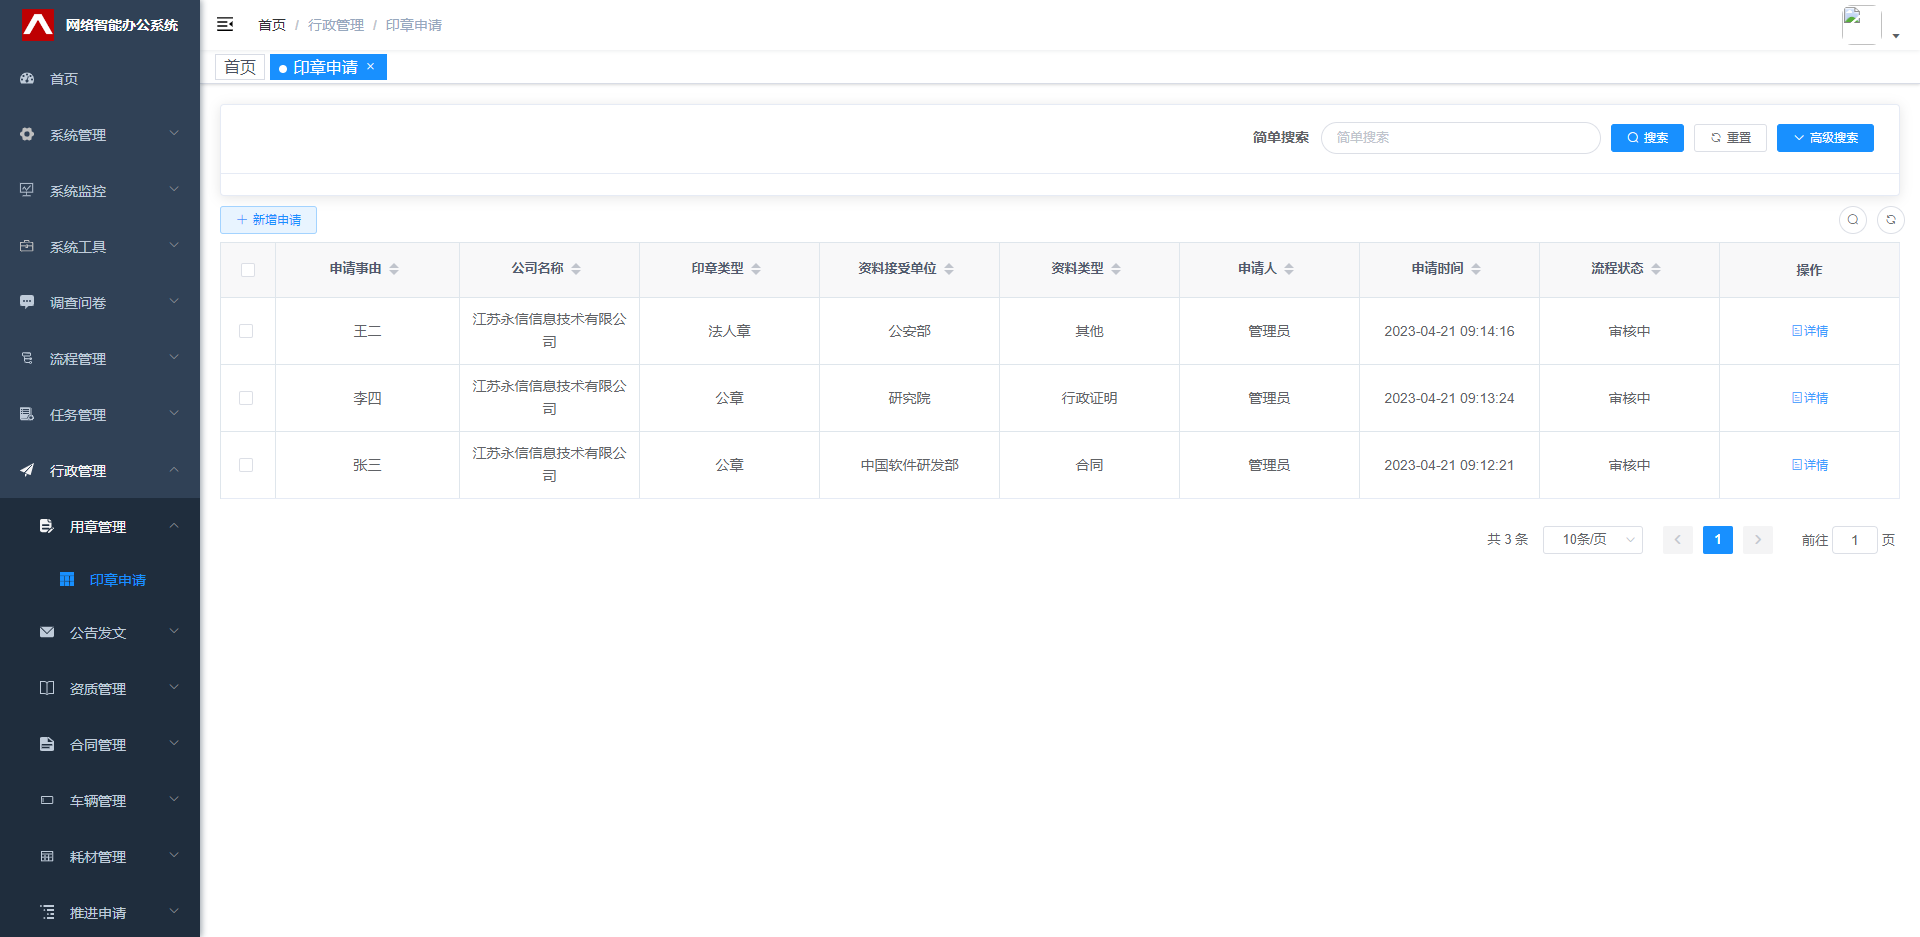 网络智能办公系统
首页
系统管理
系统监控
系统工具
调查问卷
流程管理
任务管理
行政管理
用章管理
印章申请
公告发文
资质管理
合同管理
车辆管理
耗材管理
推进申请
首页 / 行政管理 / 印章申请
首页 印章申请 ×
简单搜索 简单搜索 搜索 重置 高级搜索
新增申请
申请事由 公司名称 印章类型 资料接受单位 资料类型 申请人 申请时间 流程状态 操作
王二 江苏永信信息技术有限公 法人章 公安部 其他 管理员 2023-04-21 09:14:16 审核中 详情
司
李四 江苏永信信息技术有限公 公章 研究院 行政证明 管理员 2023-04-21 09:13:24 审核中 详情
司
张三 江苏永信信息技术有限公 公章 中国软件研发部 合同 管理员 2023-04-21 09:12:21 审核中 详情
司
共 3 条 10条/页 1 前往 1 页